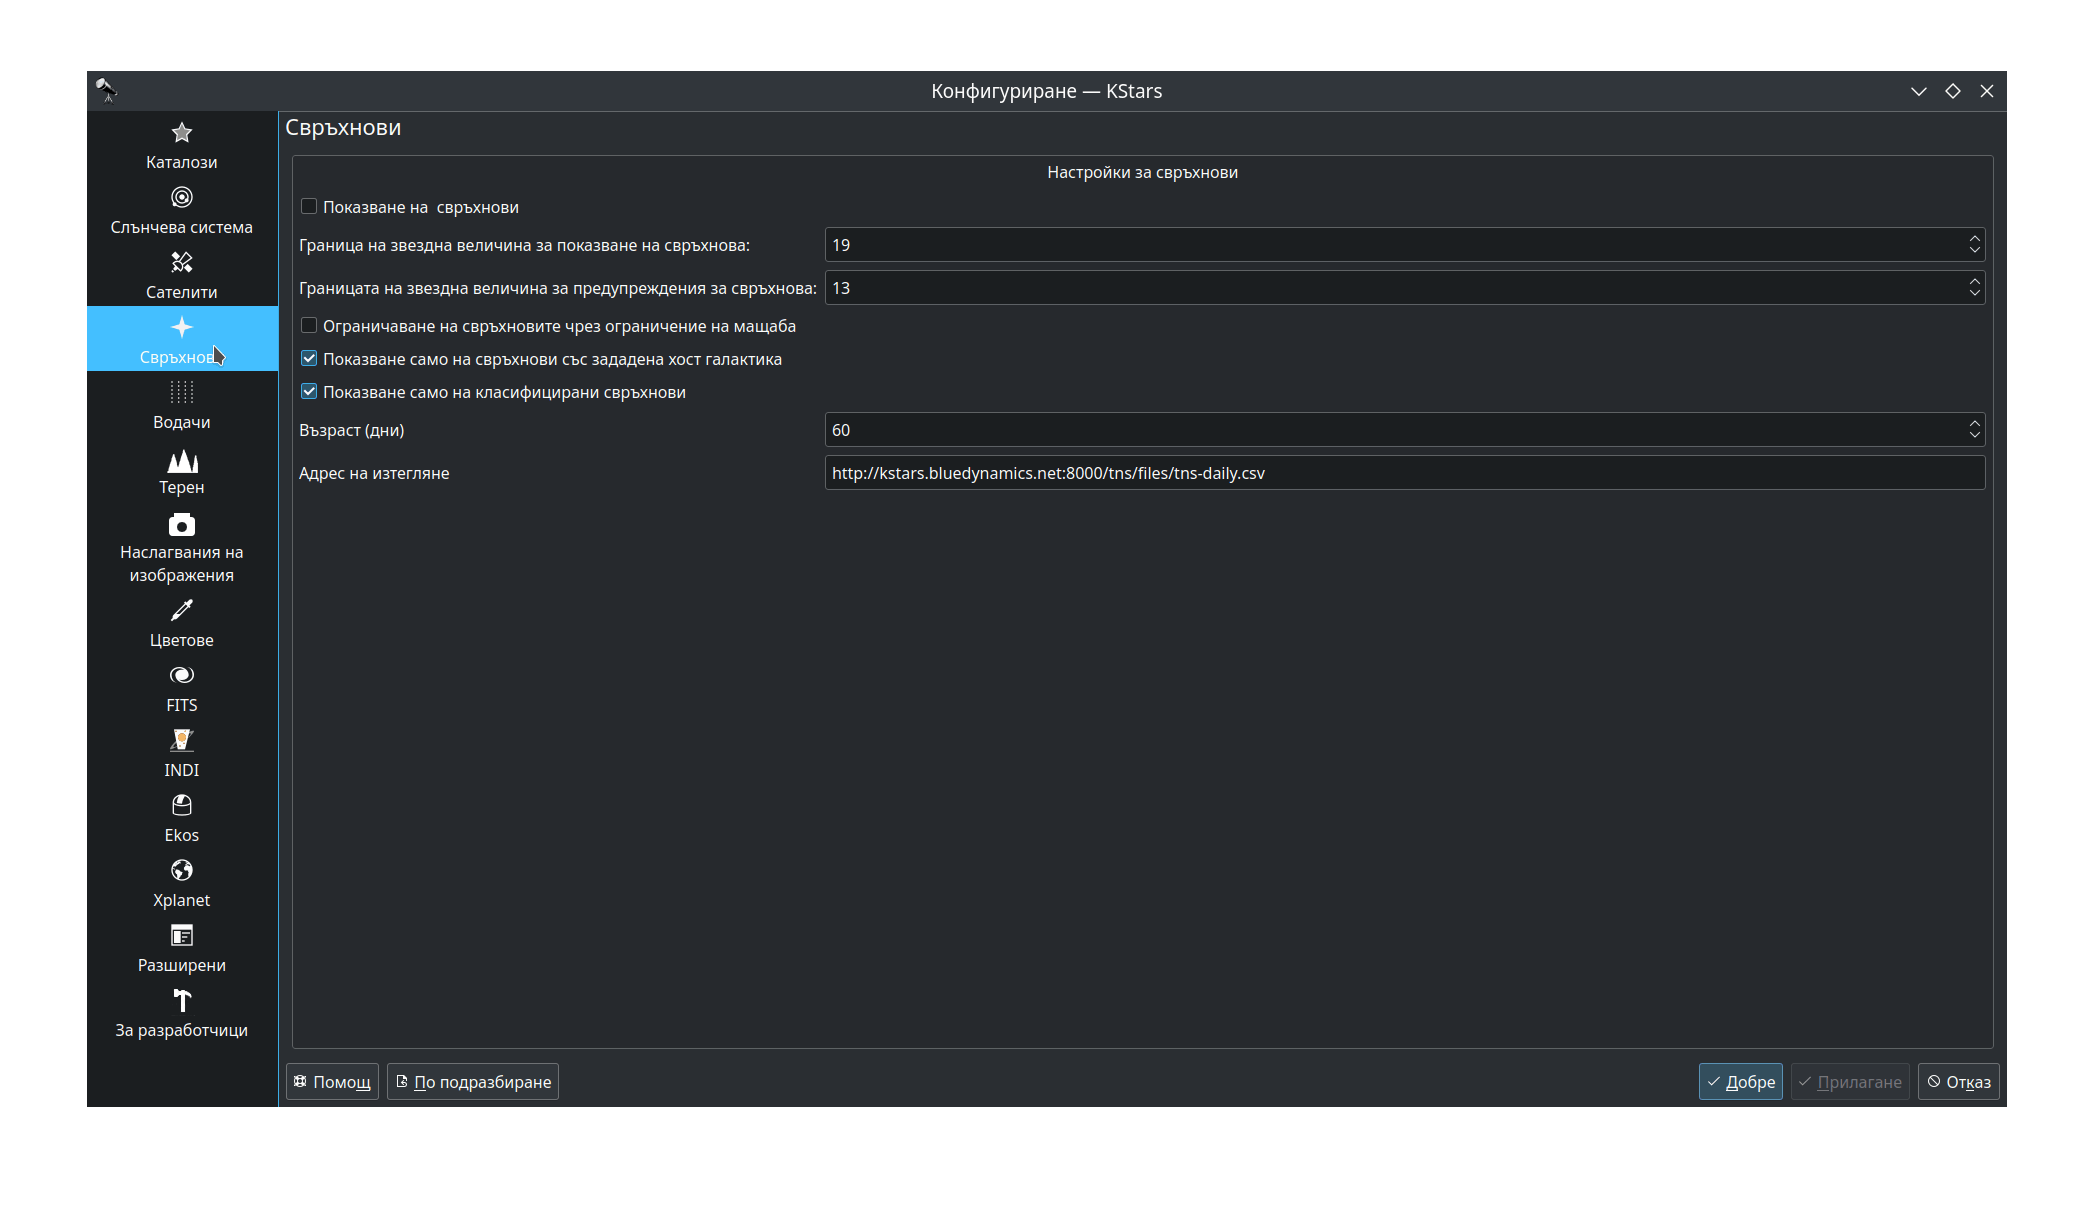 Конфигуриране — KStars
Каталози
Слънчева система
Сателити
Свръхнов
Водачи
Терен
Наслагвания на
изображения
Цветове
FITS
INDI
Ekos
Xplanet
Разширени
За разработчици
Свръхнови
Настройки за свръхнови
Показване на  свръхнови
Граница на звездна величина за показване на свръхнова: 19
Границата на звездна величина за предупреждения за свръхнова: 13
Ограничаване на свръхновите чрез ограничение на мащаба
Показване само на свръхнови със зададена хост галактика
Показване само на класифицирани свръхнови
Възраст (дни) 60
Адрес на изтегляне http://kstars.bluedynamics.net:8000/tns/files/tns-daily.csv
Помощ По подразбиране Добре Прилагане Отказ